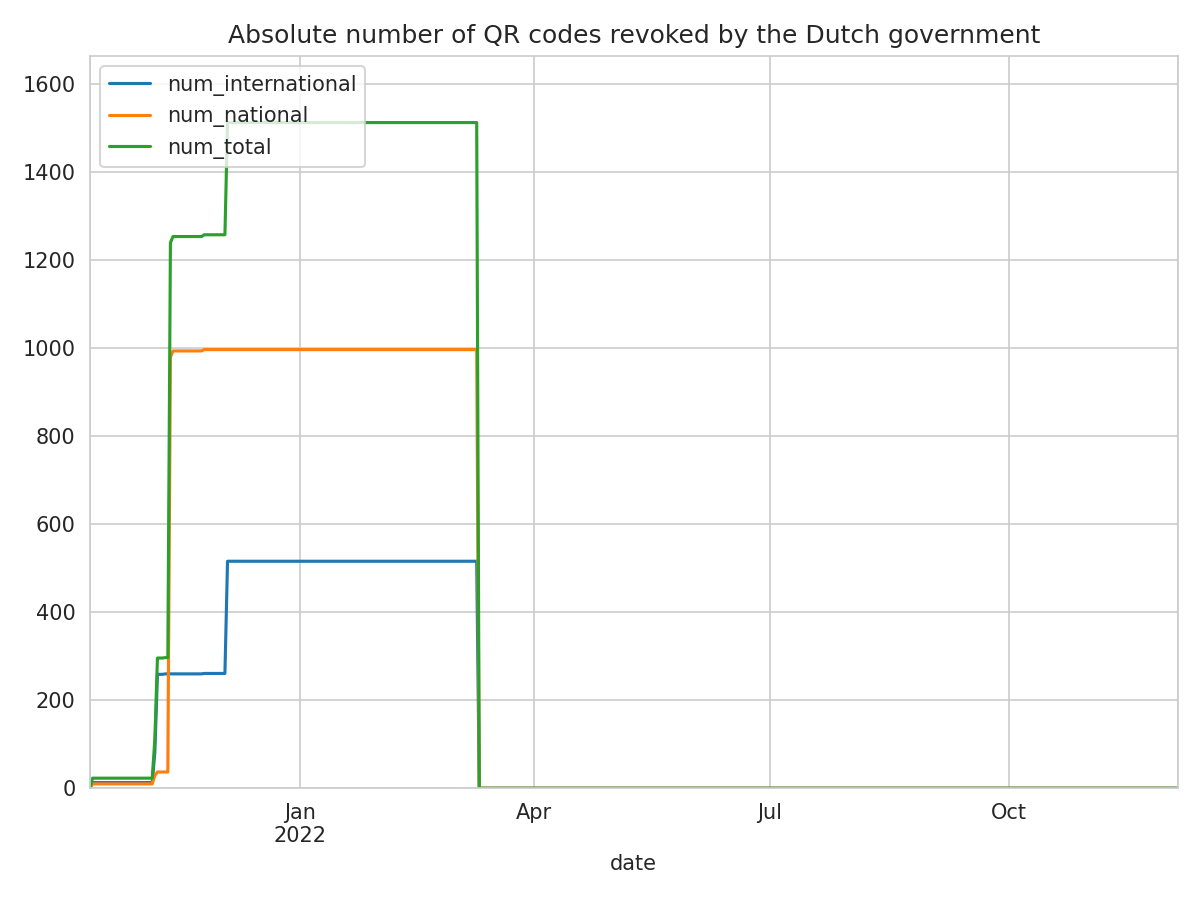 Absolute number of QR codes revoked by the Dutch government
num_international
num_national
num_total
1600
1400
1200
1000
800
600
400
200
0
Jan
2022
Apr
Jul
Oct
date